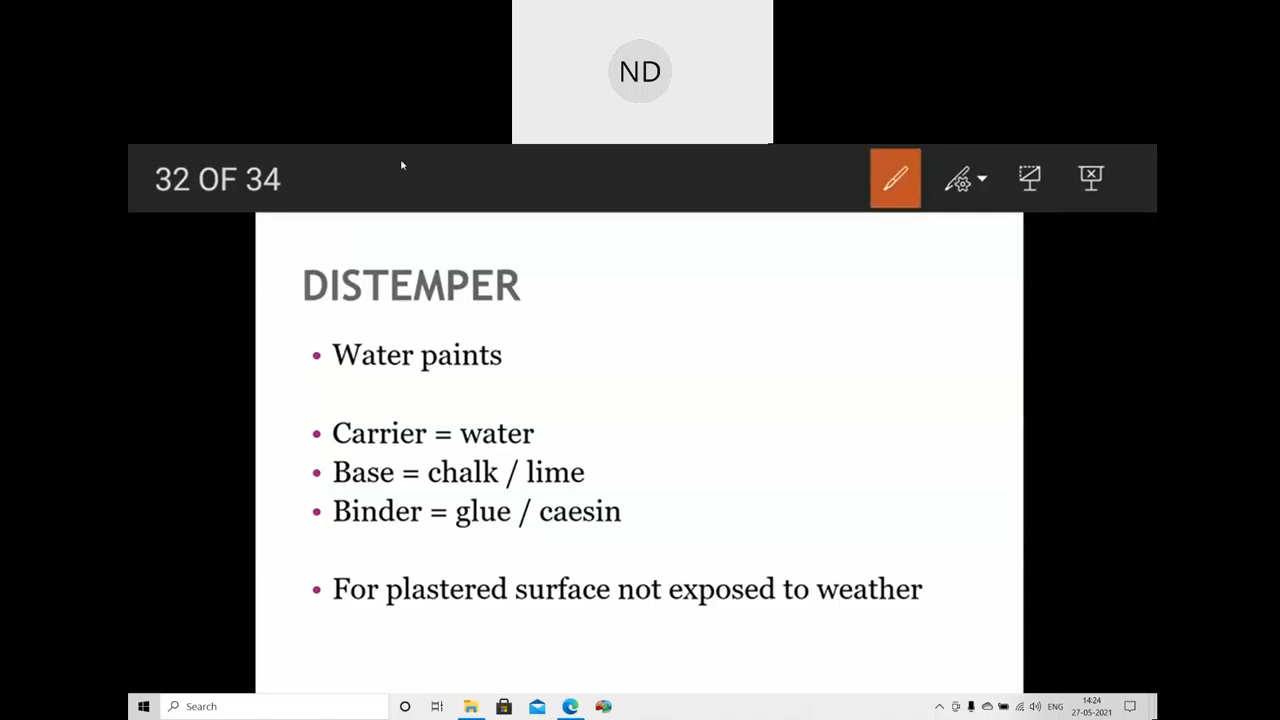 ND
32 OF 34
DISTEMPER
• Water paints
• Carrier = water
• Base = chalk / lime
• Binder = glue / caesin
• For plastered surface not exposed to weather
Search
ENG
14:24
27-05-2021